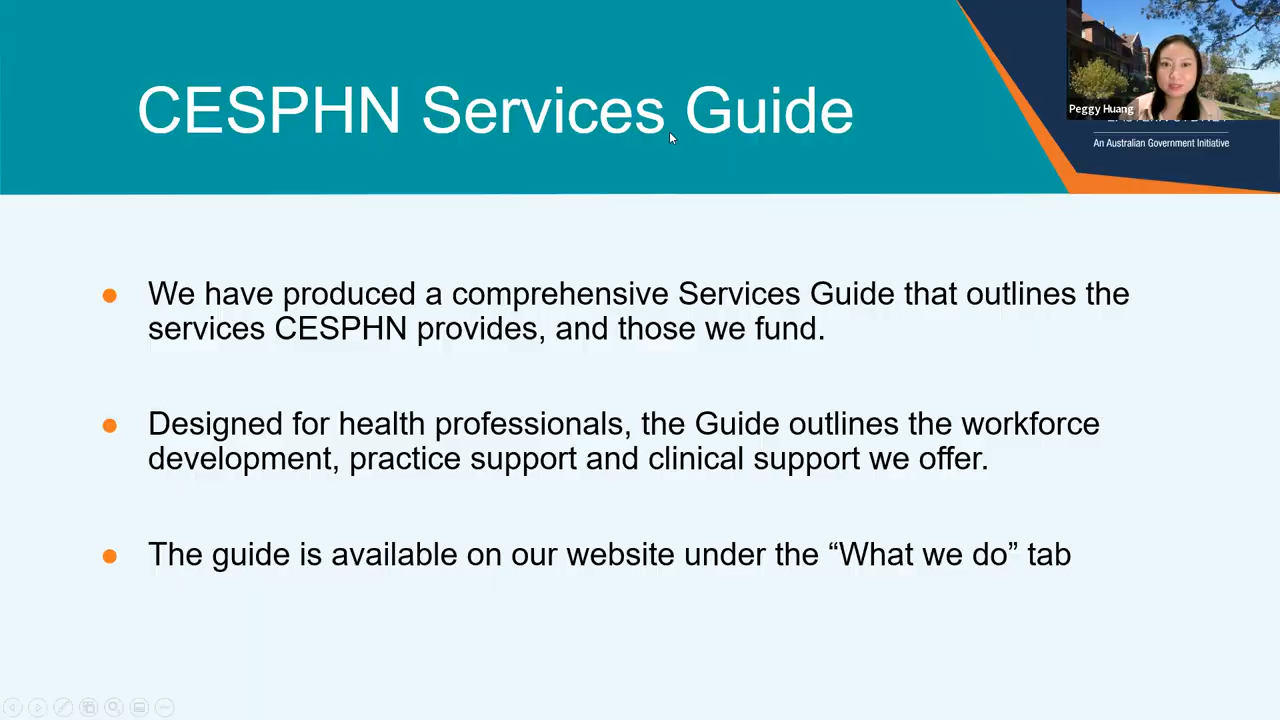 CESPHN Services Guide
Peggy Huang
An Australian Government Initiative
● We have produced a comprehensive Services Guide that outlines the
services CESPHN provides, and those we fund.
● Designed for health professionals, the Guide outlines the workforce
development, practice support and clinical support we offer.
● The guide is available on our website under the “What we do” tab